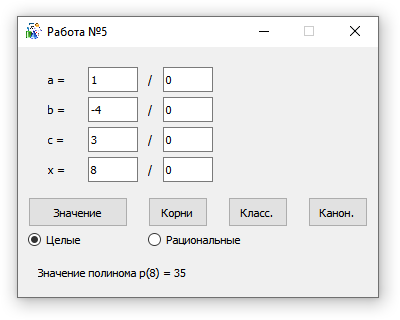 Работа №5
a = 1 / 0
b = -4 / 0
c = 3 / 0
x = 8 / 0
Значение Корни Класс. Канон.
Целые Рациональные
Значение полинома p(8) = 35